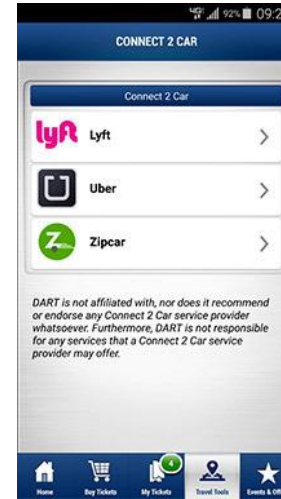 92% 09:2
CONNECT 2 CAR
Connect 2 Car
lyft Lyft
Uber
Z Zipcar
DART is not affiliated with, nor does it recommend
or endorse any Connect 2 Car service provider
whatsoever. Furthermore, DART is not responsible
for any services that a Connect 2 Car service
provider may offer.
4
Home Buy Tickets My Tickets Travel Tools Events & Off